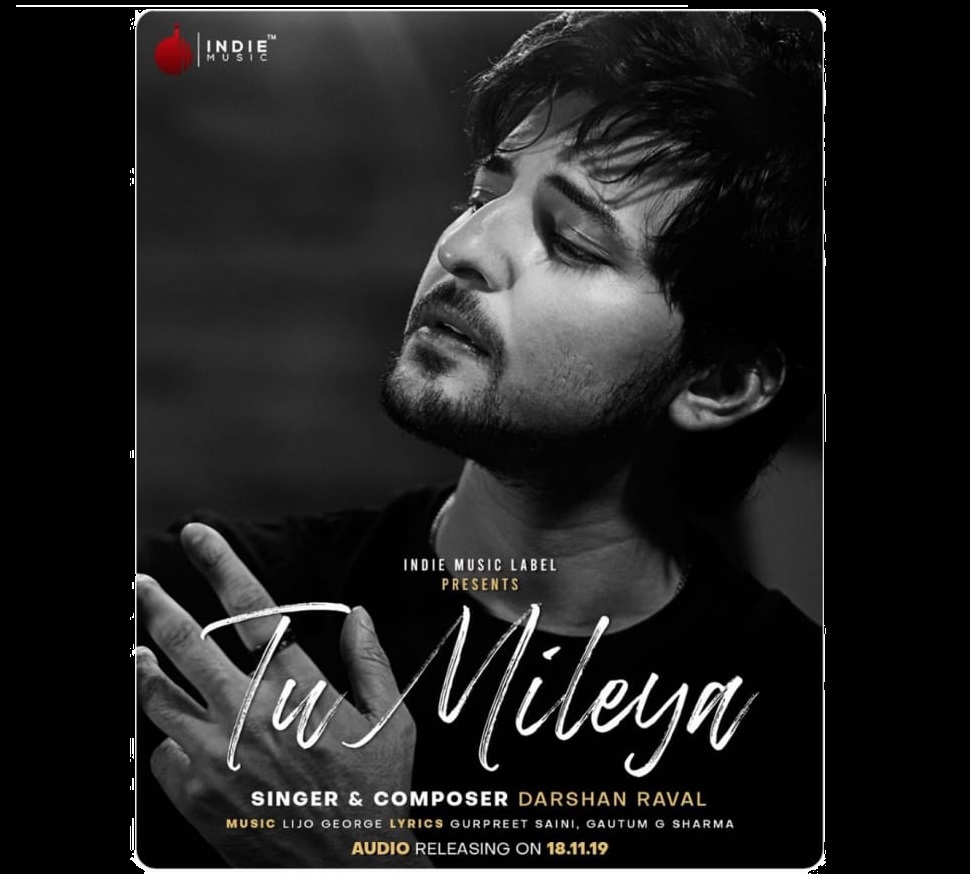 INDIE™
MUSIC
INDIE MUSIC LABEL
PRESENTS
Tu Mileya
SINGER & COMPOSER DARSHAN RAVAL
MUSIC LIJO GEORGE LYRICS GURPREET SAINI, GAUTUM G SHARMA
AUDIO RELEASING ON 18.11.19